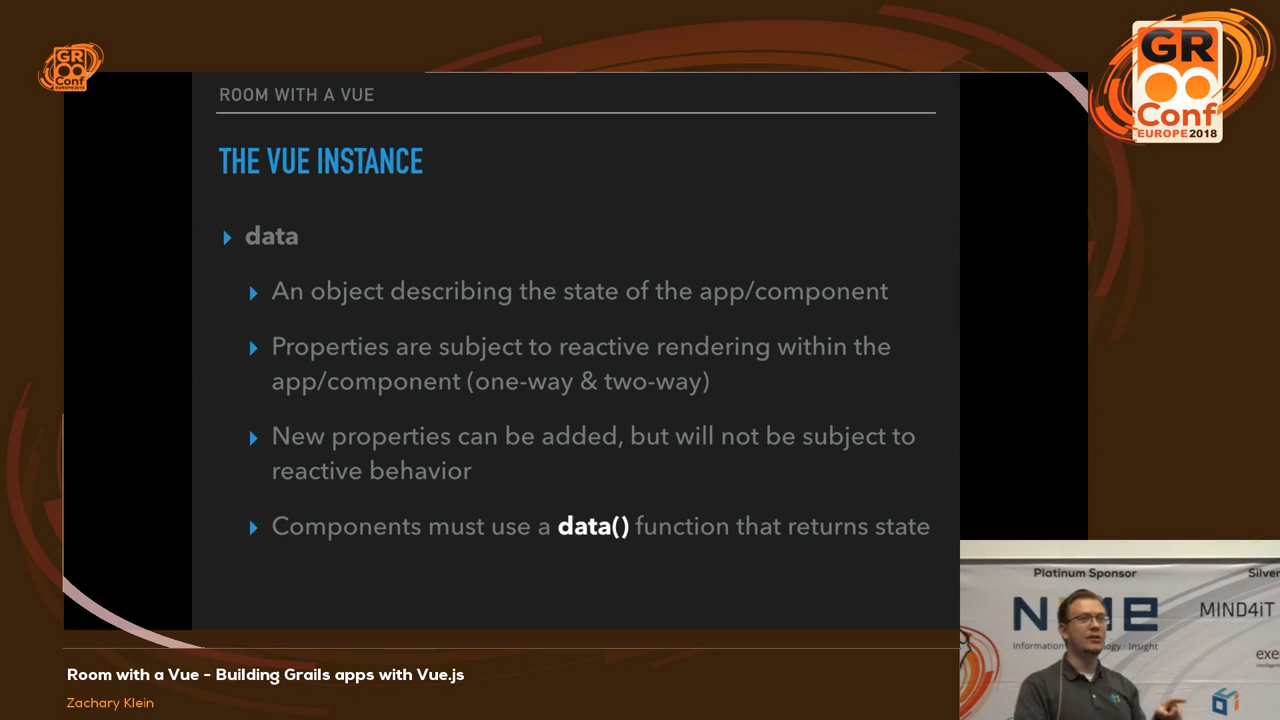 GR
Conf
EUROPE2018
GR
Conf
EUROPE2018
ROOM WITH A VUE
THE VUE INSTANCE
data
An object describing the state of the app/component
Properties are subject to reactive rendering within the
app/component (one-way & two-way)
New properties can be added, but will not be subject to
reactive behavior
Components must use a data() function that returns state
Platinum Sponsor
Silver
MIND4iT
exe
Room with a Vue - Building Grails apps with Vue.js
Zachary Klein